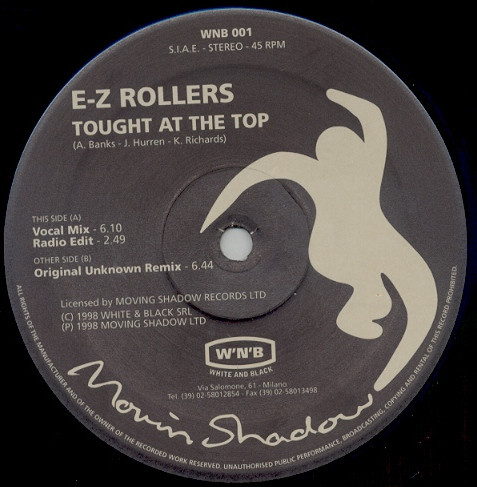 WNB 001
S.I.A.E. - STEREO - 45 RPM
E-Z ROLLERS
TOUGHT AT THE TOP
(A. Banks - J. Hurren - K. Richards)
THIS SIDE (A)
Vocal Mix - 6.10
Radio Edit - 2.49
OTHER SIDE (B)
Original Unknown Remix - 6.44
Licensed by MOVING SHADOW RECORDS LTD
(C) 1998 WHITE & BLACK SRL
(P) 1998 MOVING SHADOW LTD
W'N'B
WHITE AND BLACK
Via Salomone, 61 - Milano
Tel. (39) 02-58012854 - Fax (39) 02-58013498
Moving Shadow
ALL RIGHTS OF THE MANUFACTURER AND OF THE OWNER OF THE RECORDED WORK RESERVED. UNAUTHORISED PUBLIC PERFORMANCE, BROADCASTING, COPYING AND RENTAL OF THIS RECORD PROHIBITED.